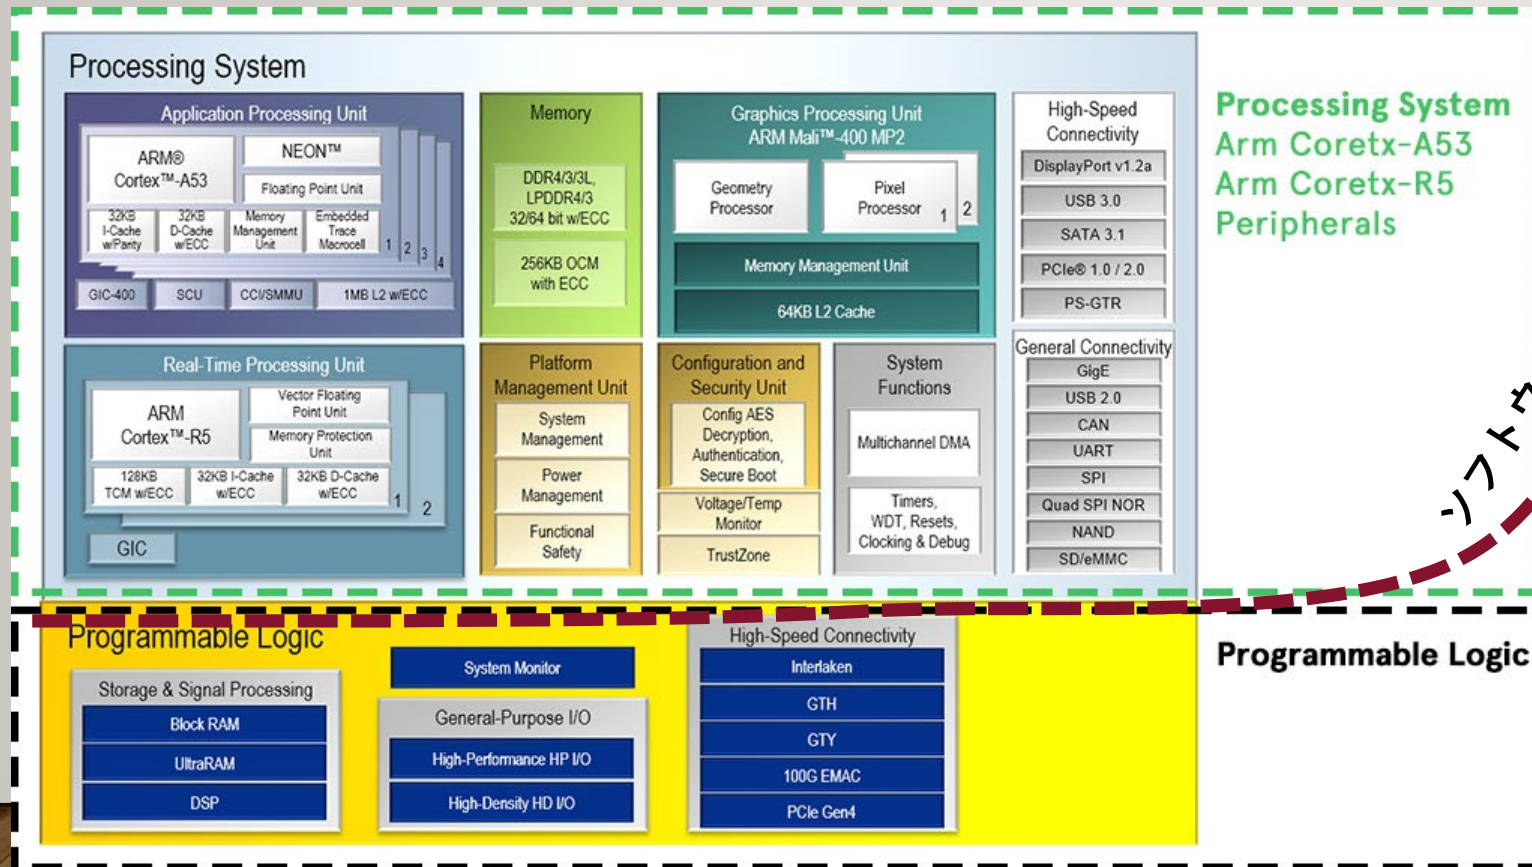 Processing System
Application Processing Unit
ARM®
Cortex™-A53
NEON™
Floating Point Unit
32KB
I-Cache
w/Parity
32KB
D-Cache
w/ECC
Memory
Management
Unit
Embedded
Trace
Macrocell
1
2
3
4
GIC-400
SCU
CCI/SMMU
1MB L2 w/ECC
Memory
DDR4/3/3L,
LPDDR4/3
32/64 bit w/ECC
256KB OCM
with ECC
Graphics Processing Unit
ARM Mali™-400 MP2
Geometry
Processor
Pixel
Processor
1
2
Memory Management Unit
64KB L2 Cache
High-Speed
Connectivity
DisplayPort v1.2a
USB 3.0
SATA 3.1
PCIe® 1.0 / 2.0
PS-GTR
Real-Time Processing Unit
ARM
Cortex™-R5
Vector Floating
Point Unit
Memory Protection
Unit
128KB
TCM w/ECC
32KB I-Cache
w/ECC
32KB D-Cache
w/ECC
1
2
GIC
Platform
Management Unit
System
Management
Power
Management
Functional
Safety
Configuration and
Security Unit
Config AES
Decryption,
Authentication,
Secure Boot
Voltage/Temp
Monitor
TrustZone
System
Functions
Multichannel DMA
Timers,
WDT, Resets,
Clocking & Debug
General Connectivity
GigE
USB 2.0
CAN
UART
SPI
Quad SPI NOR
NAND
SD/eMMC
Processing System
Arm Coretx-A53
Arm Coretx-R5
Peripherals
ソフトウ
Programmable Logic
Storage & Signal Processing
Block RAM
UltraRAM
DSP
System Monitor
General-Purpose I/O
High-Performance HP I/O
High-Density HD I/O
High-Speed Connectivity
Interlaken
GTH
GTY
100G EMAC
PCIe Gen4
Programmable Logic